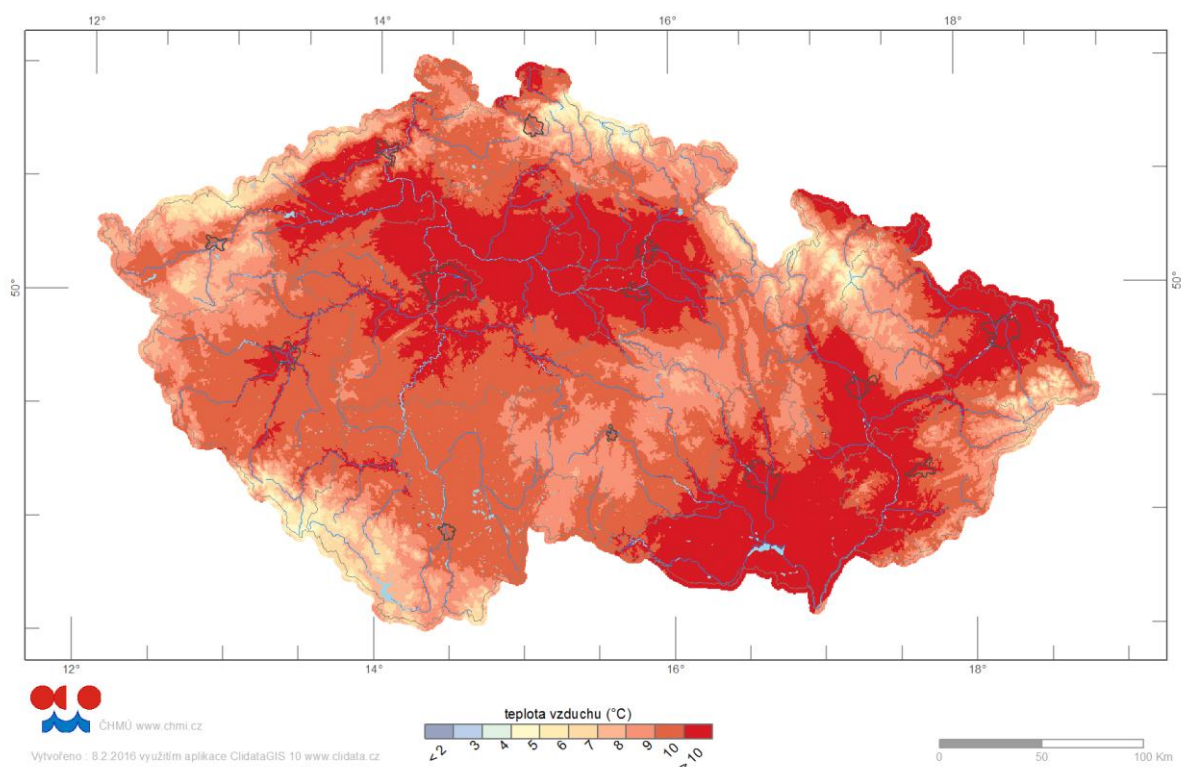 12° 14° 16° 18°
50° 50°
12° 14° 16° 18°
ČHMÚ www.chmi.cz
teplota vzduchu (°C)
<2 3 4 5 6 7 8 9 10 > 10
Vytvořeno : 8.2.2016 využitím aplikace ClidataGIS 10 www.clidata.cz
0 50 100 Km